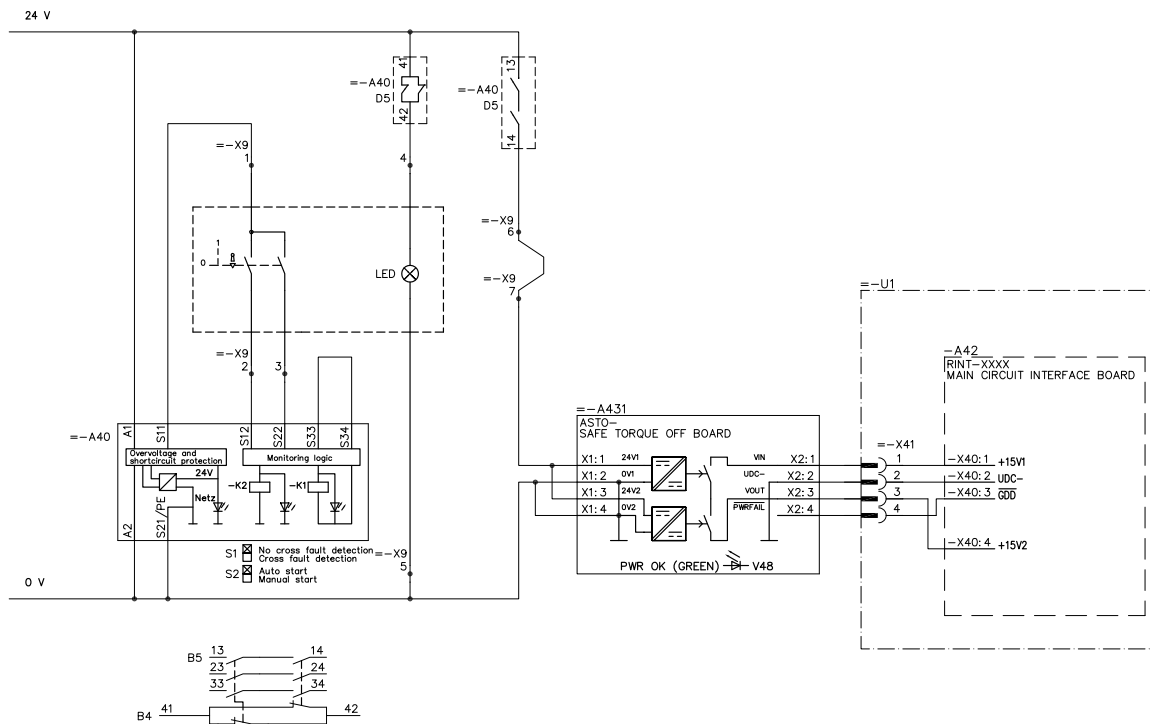 24 V
=-A40
D5
41
42
=-A40
D5
13
14
=-X9
1
4
=-X9
6
1
0
LED
=-X9
7
=-X9
2
3
=-U1
-A42
RINT-XXXX
MAIN CIRCUIT INTERFACE BOARD
=-A40
A1
S11
S12
S22
S33
S34
Overvoltage and
shortcircuit protection
Monitoring logic
24V
-K2
-K1
Netz
A2
S21/PE
S1 No cross fault detection
Cross fault detection
S2 Auto start
Manual start
=-X9
5
0 V
=-A431
ASTO-
SAFE TORQUE OFF BOARD
X1:1 24V1 VIN X2:1
X1:2 0V1 UDC- X2:2
X1:3 24V2 VOUT X2:3
X1:4 0V2 PWRFAIL X2:4
PWR OK (GREEN) V48
=-X41
1 -X40:1 +15V1
2 -X40:2 UDC-
3 -X40:3 GDD
4
-X40:4 +15V2
B5 13 14
23 24
33 34
B4 41 42